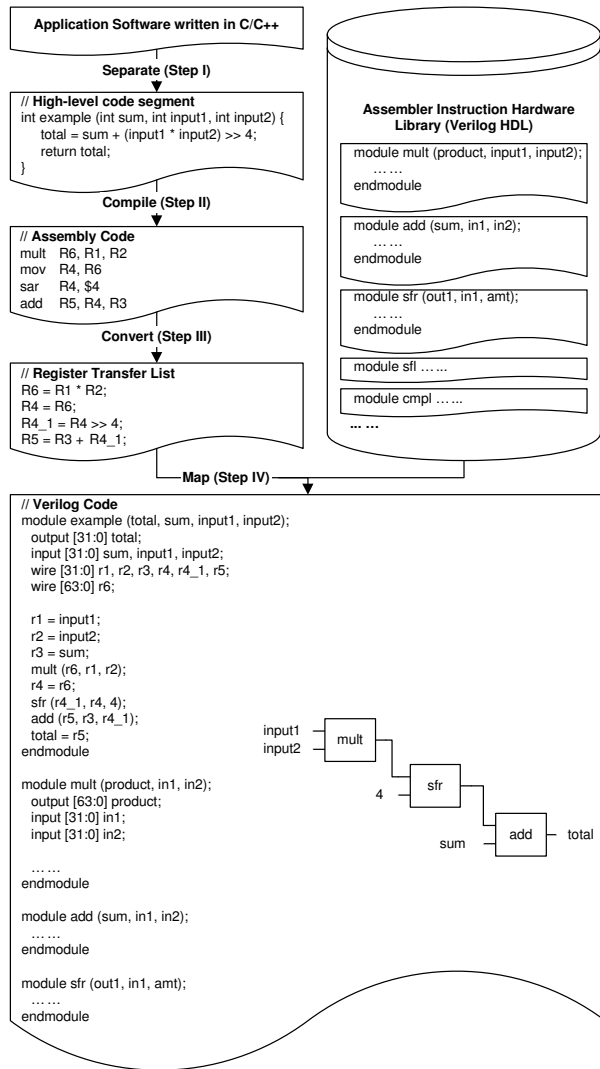 Application Software written in C/C++
Separate (Step I)
// High-level code segment
int example (int sum, int input1, int input2) {
total = sum + (input1 * input2) >> 4;
return total;
}
Compile (Step II)
// Assembly Code
mult R6, R1, R2
mov R4, R6
sar R4, $4
add R5, R4, R3
Convert (Step III)
// Register Transfer List
R6 = R1 * R2;
R4 = R6;
R4_1 = R4 >> 4;
R5 = R3 + R4_1;
Assembler Instruction Hardware
Library (Verilog HDL)
module mult (product, input1, input2);
... ...
endmodule
module add (sum, in1, in2);
... ...
endmodule
module sfr (out1, in1, amt);
... ...
endmodule
module sfl ... ...
module cmpl ... ...
... ...
Map (Step IV)
// Verilog Code
module example (total, sum, input1, input2);
output [31:0] total;
input [31:0] sum, input1, input2;
wire [31:0] r1, r2, r3, r4, r4_1, r5;
wire [63:0] r6;
r1 = input1;
r2 = input2;
r3 = sum;
mult (r6, r1, r2);
r4 = r6;
sfr (r4_1, r4, 4);
add (r5, r3, r4_1);
total = r5;
endmodule
module mult (product, in1, in2);
output [63:0] product;
input [31:0] in1;
input [31:0] in2;
... ...
endmodule
module add (sum, in1, in2);
... ...
endmodule
module sfr (out1, in1, amt);
... ...
endmodule
input1
input2
mult
4
sfr
sum
add
total